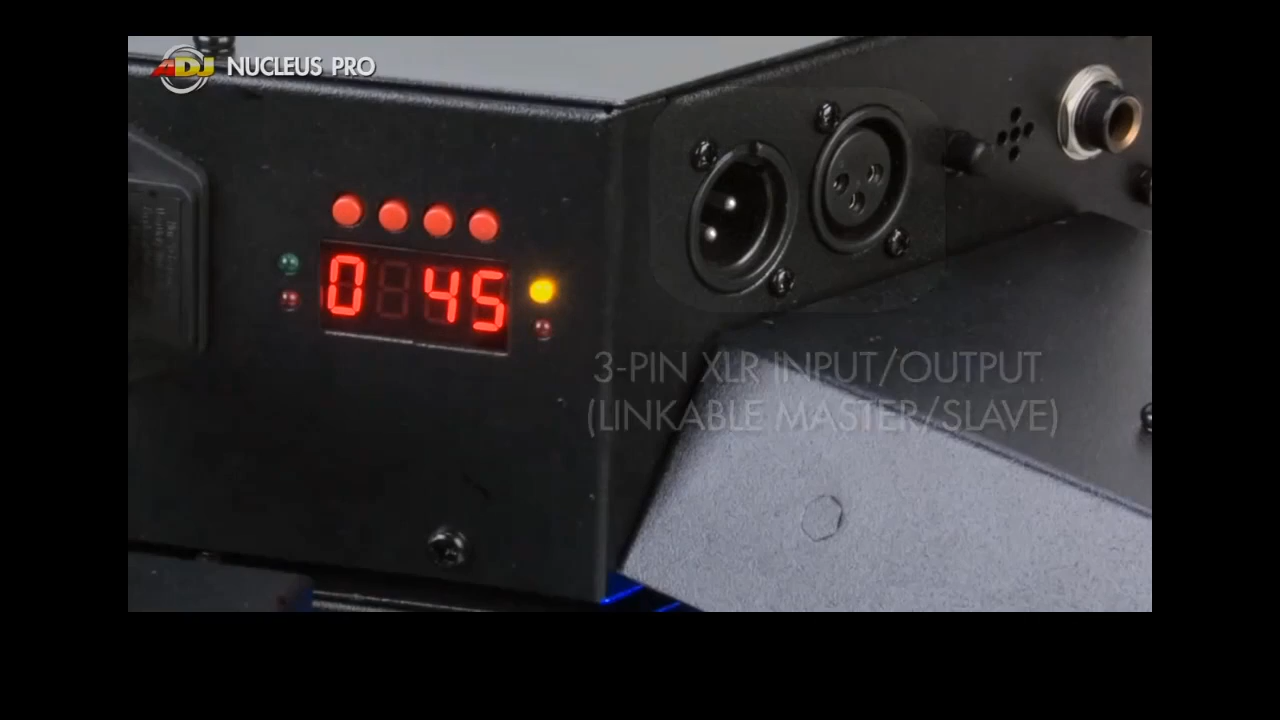 ADJ NUCLEUS PRO
0 45
3-PIN XLR INPUT/OUTPUT
(LINKABLE MASTER/SLAVE)